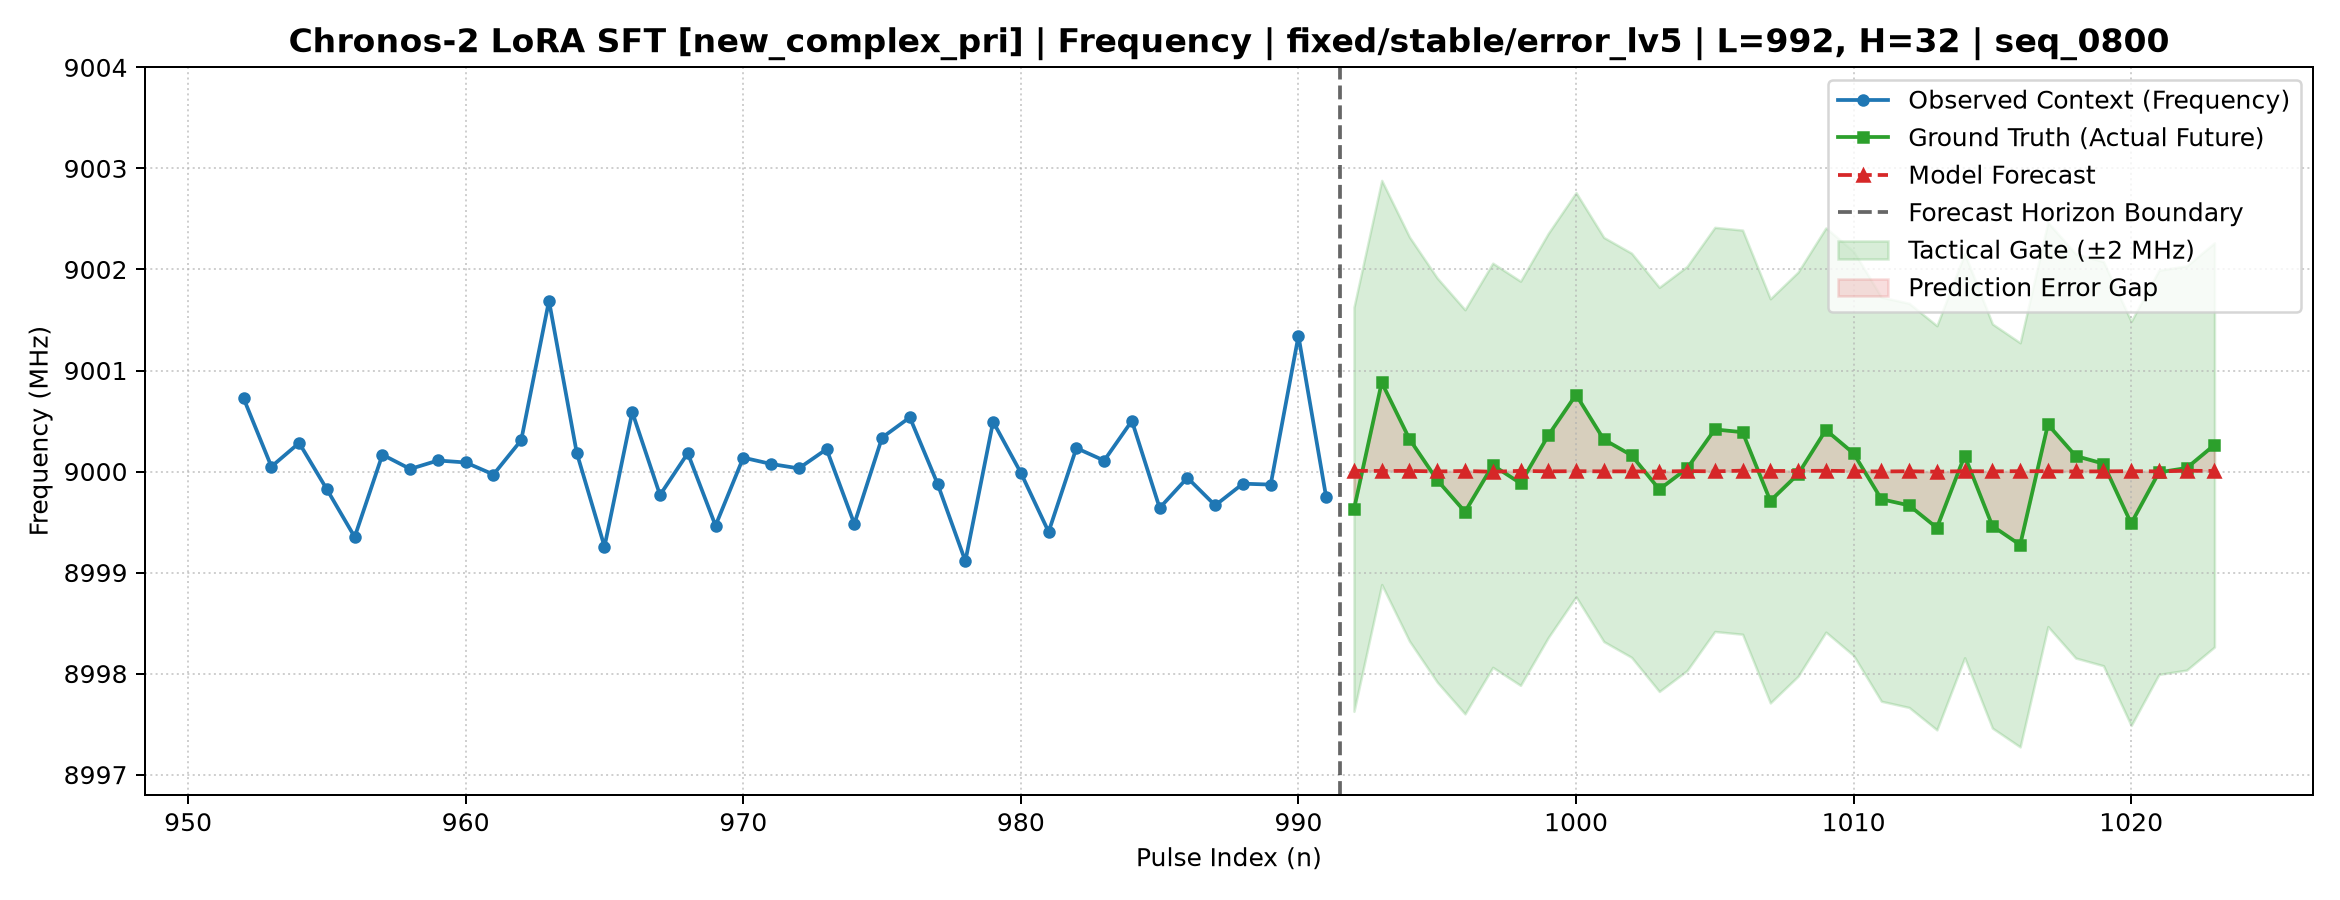 Chronos-2 LoRA SFT [new_complex_pri] | Frequency | fixed/stable/error_lv5 | L=992, H=32 | seq_0800
Frequency (MHz)
9004
9003
9002
9001
9000
8999
8998
8997
Observed Context (Frequency)
Ground Truth (Actual Future)
Model Forecast
Forecast Horizon Boundary
Tactical Gate (±2 MHz)
Prediction Error Gap
950 960 970 980 990 1000 1010 1020
Pulse Index (n)